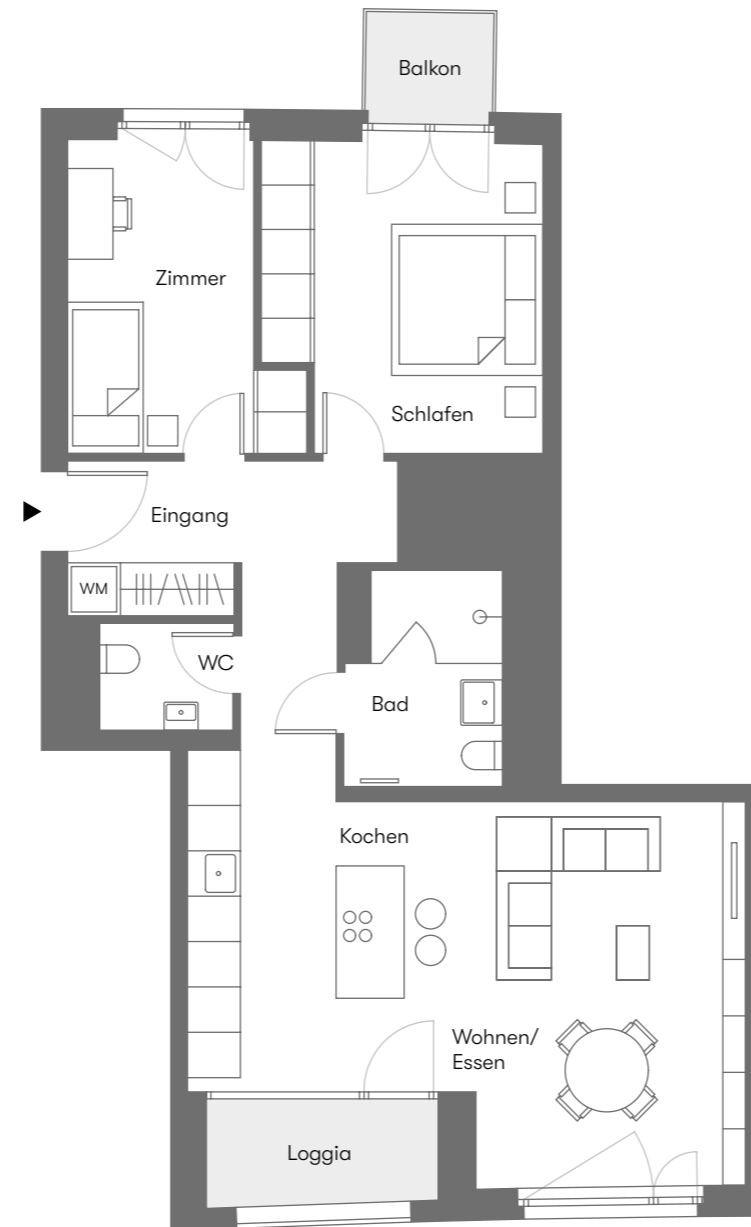 Balkon
Zimmer
Schlafen
Eingang
WM
WC
Bad
Kochen
Wohnen/
Essen
Loggia